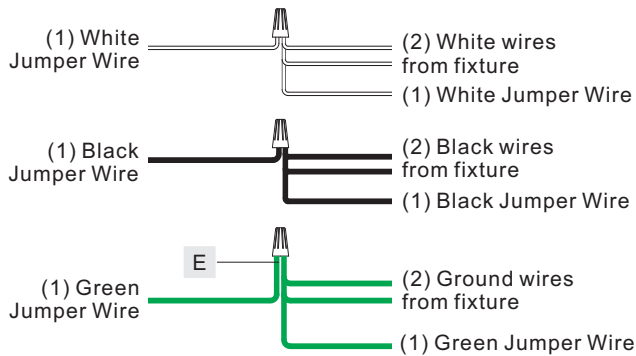 (1) White
Jumper Wire
(2) White wires
from fixture
(1) White Jumper Wire
(1) Black
Jumper Wire
(2) Black wires
from fixture
(1) Black Jumper Wire
E
(1) Green
Jumper Wire
(2) Ground wires
from fixture
(1) Green Jumper Wire